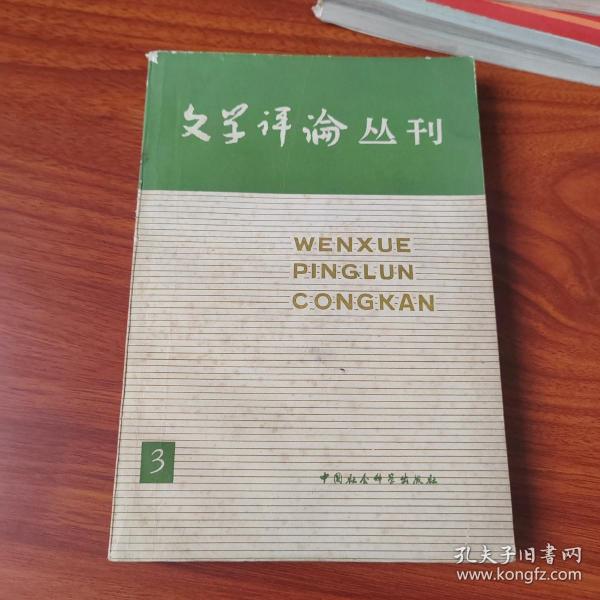 文学评论丛刊
WENXUE
PINGLUN
CONGKAN
3
中国社会科学出版社
孔夫子旧書网
www.kongfz.com